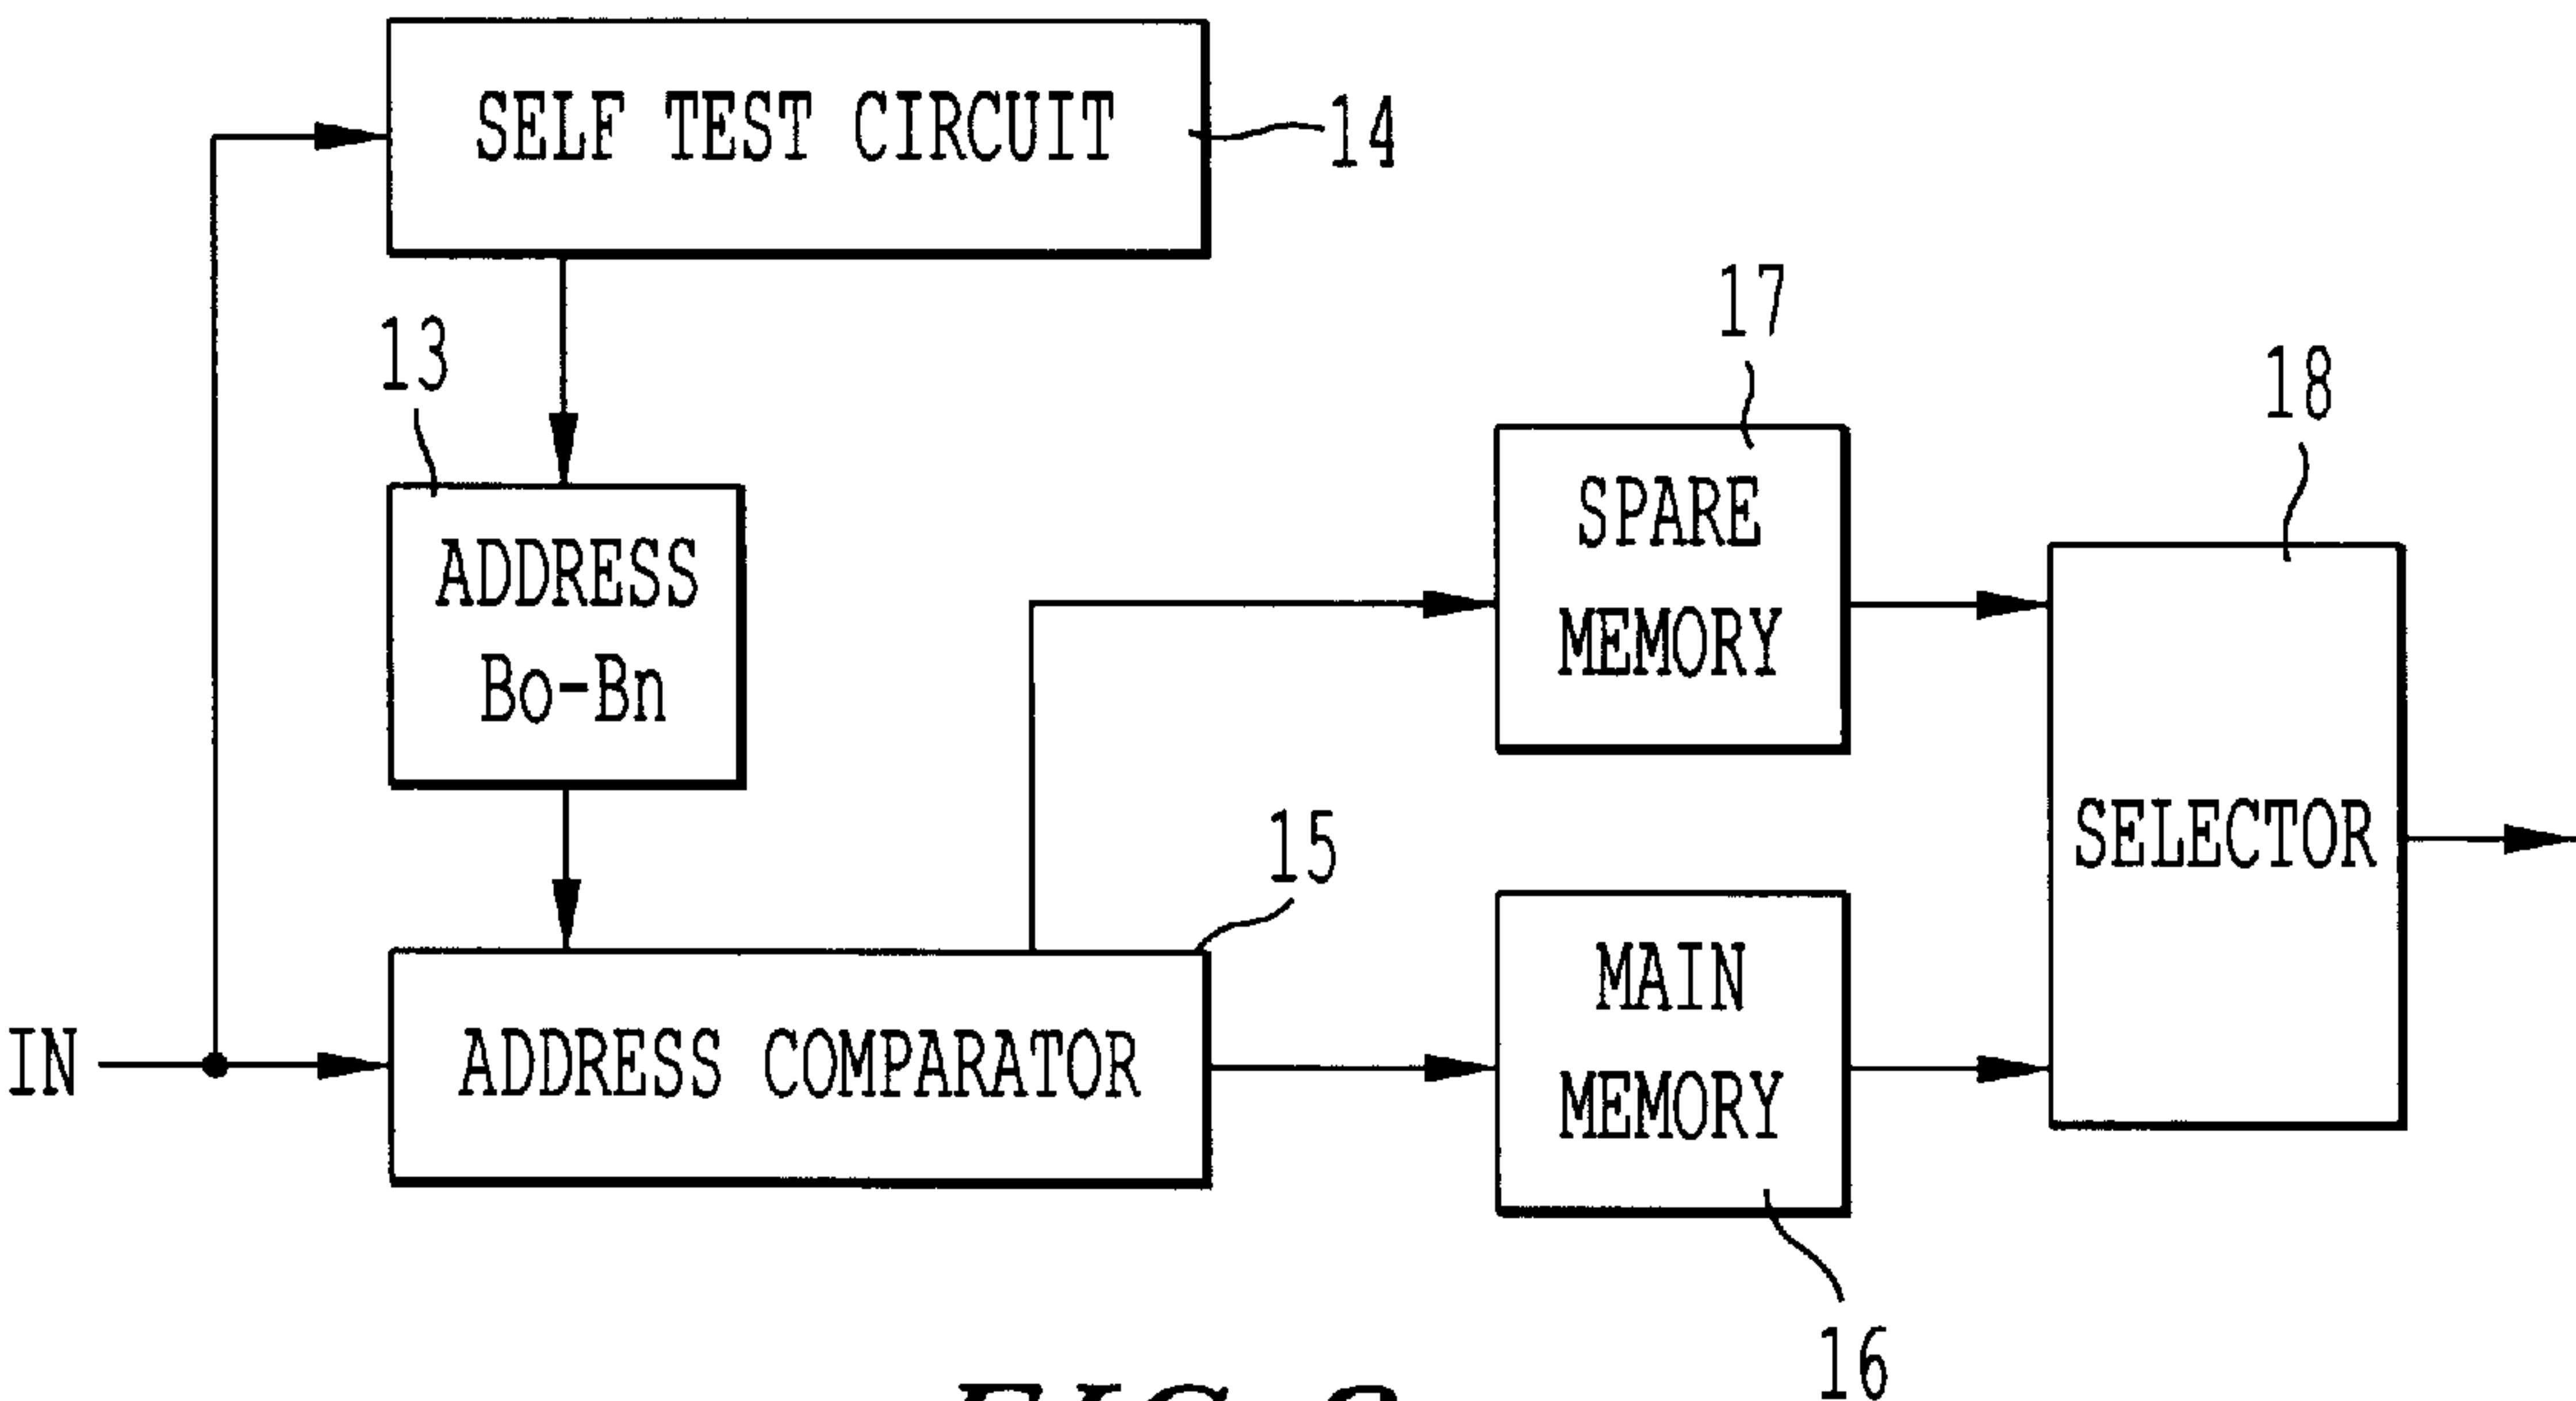 SELF TEST CIRCUIT
14
13
17
18
ADDRESS
Bo-Bn
SPARE
MEMORY
SELECTOR
15
IN
ADDRESS COMPARATOR
MAIN
MEMORY
16